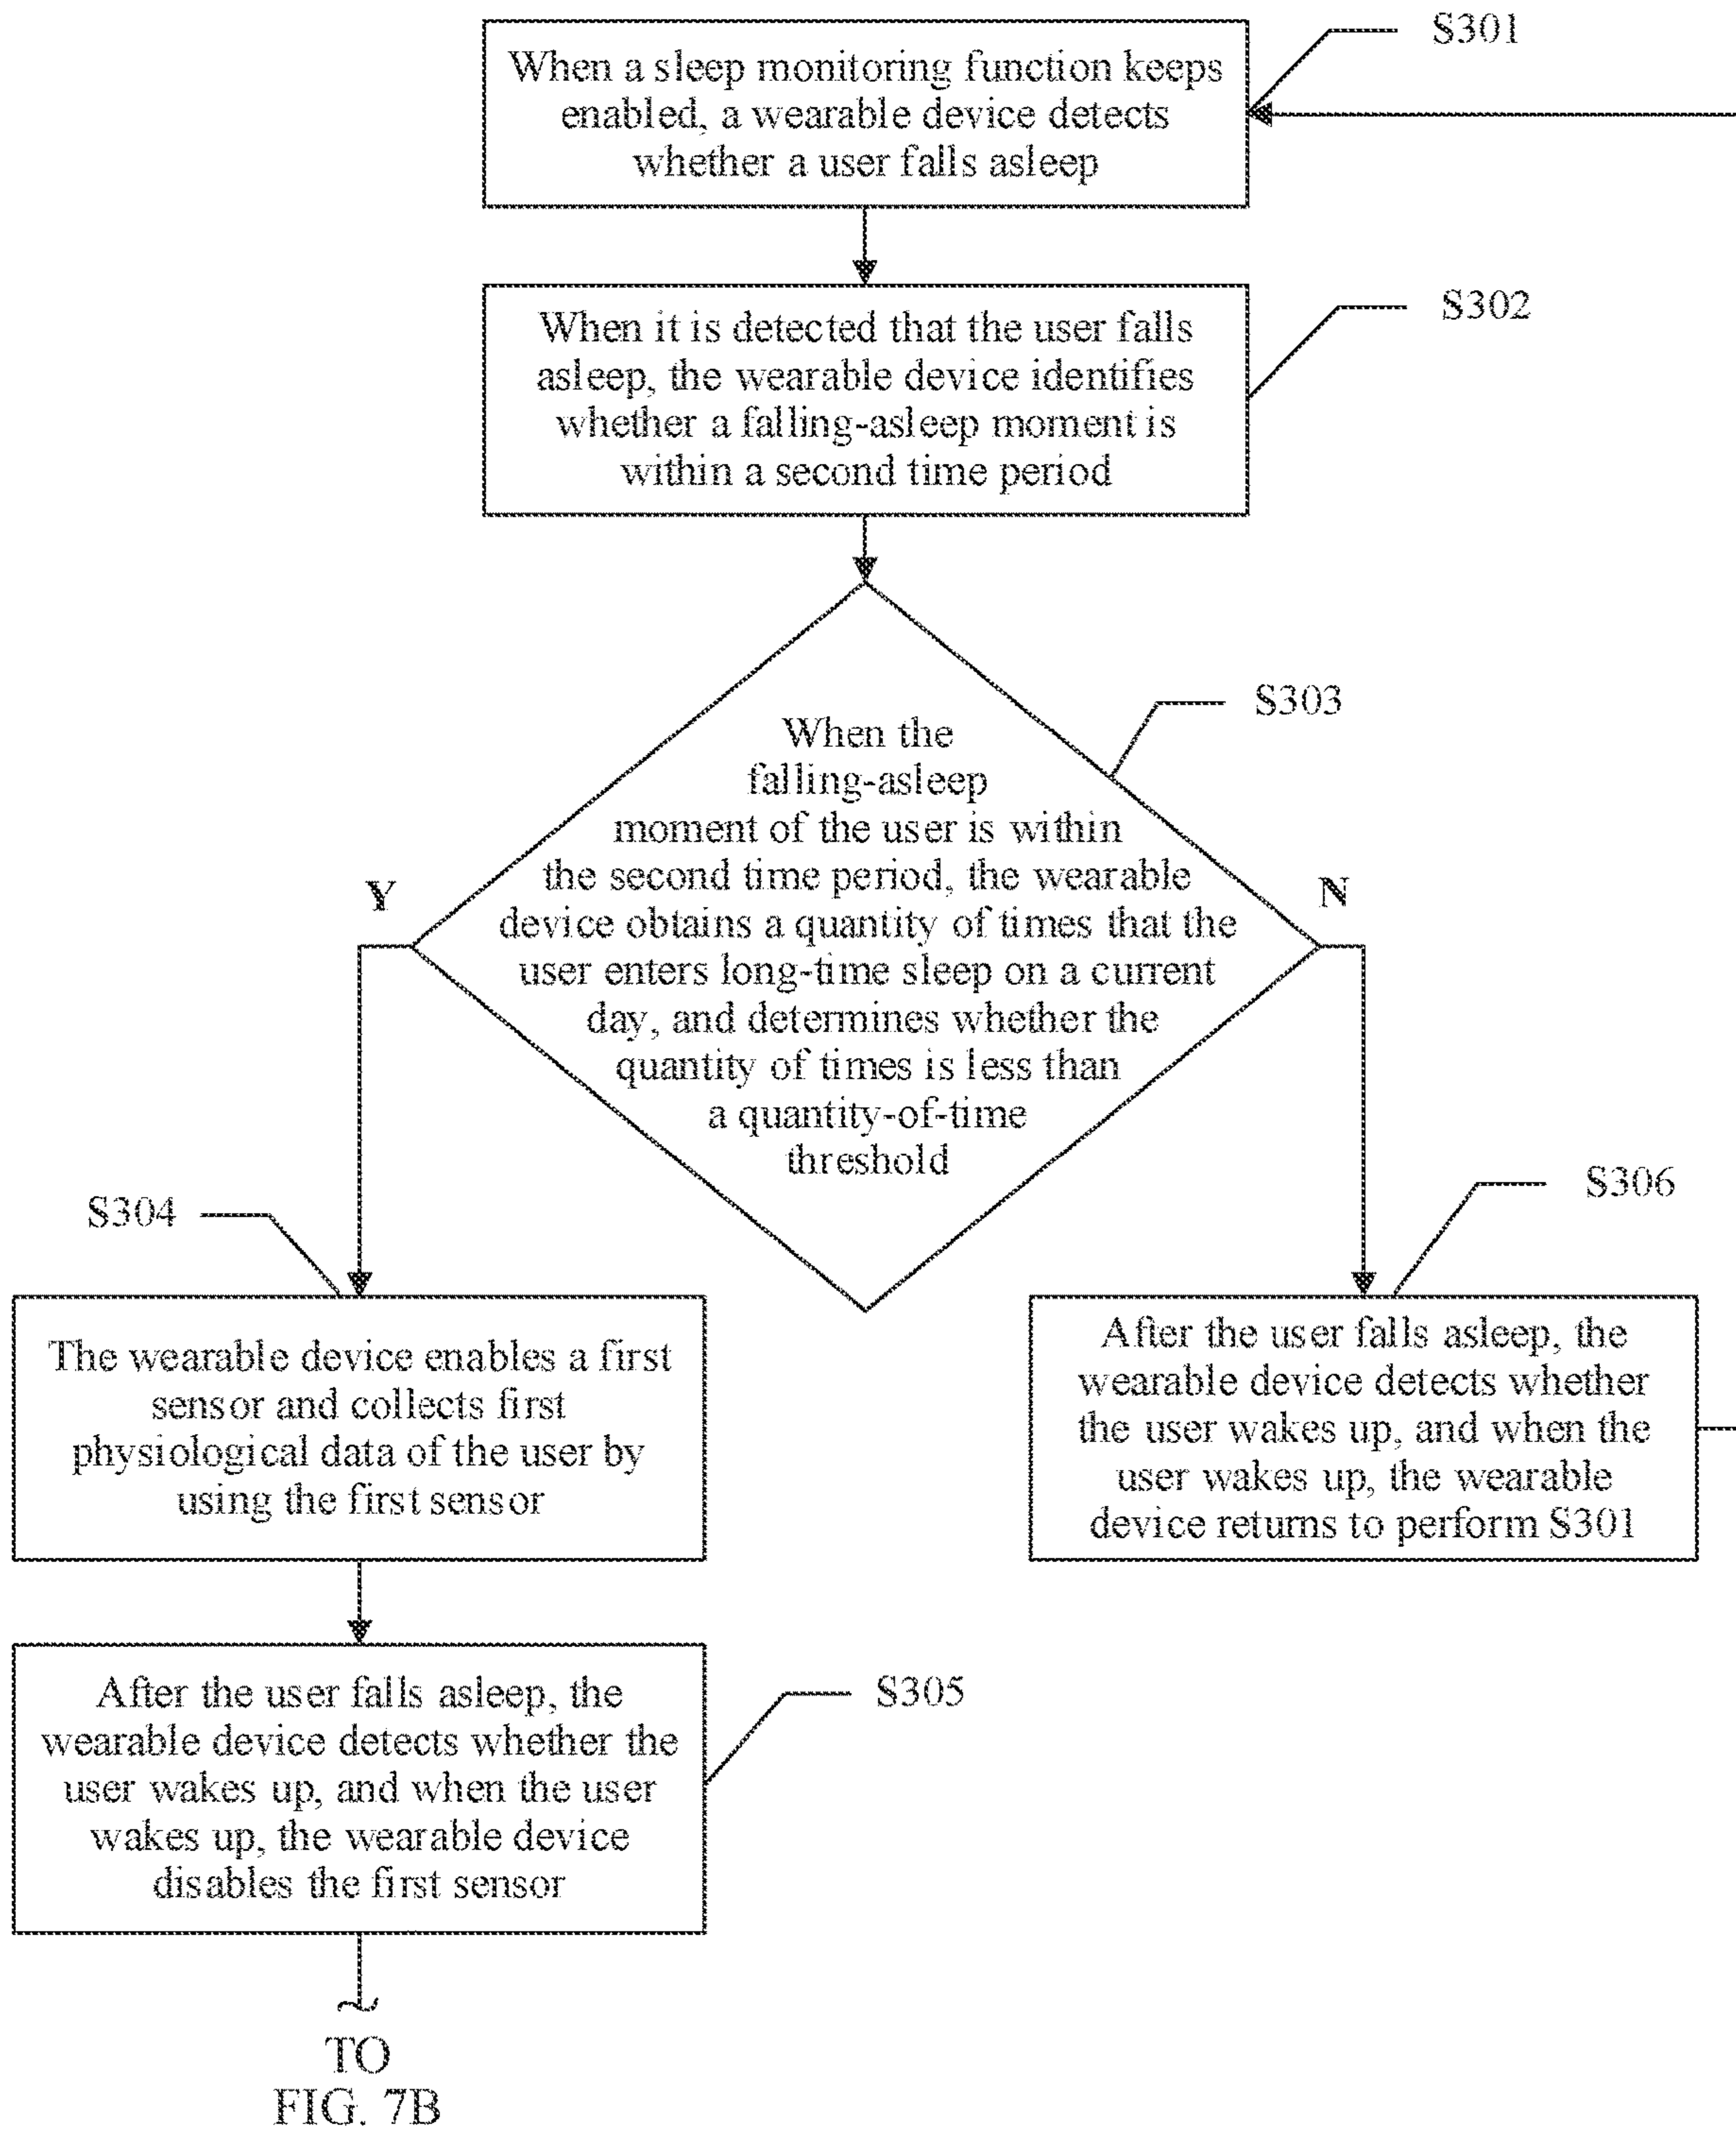 S301
When a sleep monitoring function keeps
enabled, a wearable device detects
whether a user falls asleep
S302
When it is detected that the user falls
asleep, the wearable device identifies
whether a falling-asleep moment is
within a second time period
S303
When the
falling-asleep
moment of the user is within
the second time period, the wearable
device obtains a quantity of times that the
user enters long-time sleep on a current
day, and determines whether the
quantity of times is less than
a quantity-of-time
threshold
Y
N
S304
The wearable device enables a first
sensor and collects first
physiological data of the user by
using the first sensor
S306
After the user falls asleep, the
wearable device detects whether
the user wakes up, and when the
user wakes up, the wearable
device returns to perform S301
S305
After the user falls asleep, the
wearable device detects whether the
user wakes up, and when the user
wakes up, the wearable device
disables the first sensor
TO
FIG. 7B